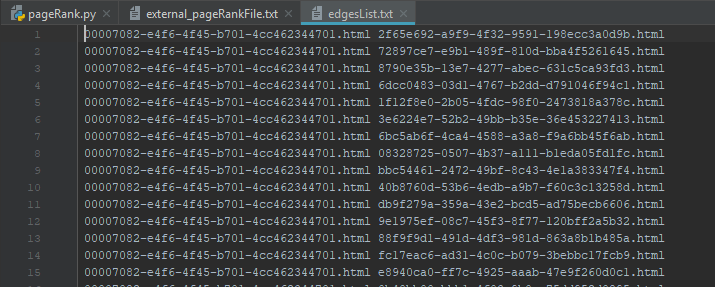 pageRank.py external_pageRankFile.txt edgesList.txt
1 00007082-e4f6-4f45-b701-4cc462344701.html 2f65e692-a9f9-4f32-9591-198ecc3a0d9b.html
2 00007082-e4f6-4f45-b701-4cc462344701.html 72897ce7-e9b1-489f-810d-bba4f5261645.html
3 00007082-e4f6-4f45-b701-4cc462344701.html 8790e35b-13e7-4277-abec-631c5ca93fd3.html
4 00007082-e4f6-4f45-b701-4cc462344701.html 6dcc0483-03d1-4767-b2dd-d791046f94c1.html
5 00007082-e4f6-4f45-b701-4cc462344701.html 1f12f8e0-2b05-4fdc-98f0-2473818a378c.html
6 00007082-e4f6-4f45-b701-4cc462344701.html 3e6224e7-52b2-49bb-b35e-36e453227413.html
7 00007082-e4f6-4f45-b701-4cc462344701.html 6bc5ab6f-4ca4-4588-a3a8-f9a6bb45f6ab.html
8 00007082-e4f6-4f45-b701-4cc462344701.html 08328725-0507-4b37-a111-b1eda05fd1fc.html
9 00007082-e4f6-4f45-b701-4cc462344701.html bbc54461-2472-49bf-8c43-4e1a383347f4.html
10 00007082-e4f6-4f45-b701-4cc462344701.html 40b8760d-53b6-4edb-a9b7-f60c3c13258d.html
11 00007082-e4f6-4f45-b701-4cc462344701.html db9f279a-359a-43e2-bcd5-ad75becb6606.html
12 00007082-e4f6-4f45-b701-4cc462344701.html 9e1975ef-08c7-45f3-8f77-120bff2a5b32.html
13 00007082-e4f6-4f45-b701-4cc462344701.html 88f9f9d1-491d-4df3-981d-863a8b1b485a.html
14 00007082-e4f6-4f45-b701-4cc462344701.html fc17eac6-ad31-4c0c-b079-3bebbc17fcb9.html
15 00007082-e4f6-4f45-b701-4cc462344701.html e8940ca0-ff7c-4925-aaab-47e9f260d0c1.html